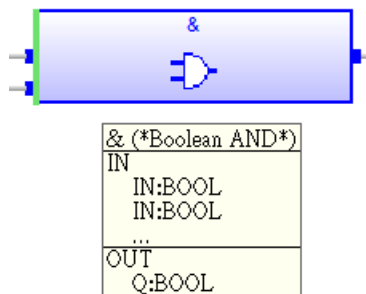 &
& (*Boolean AND*)
IN
IN:BOOL
IN:BOOL
...
OUT
Q:BOOL